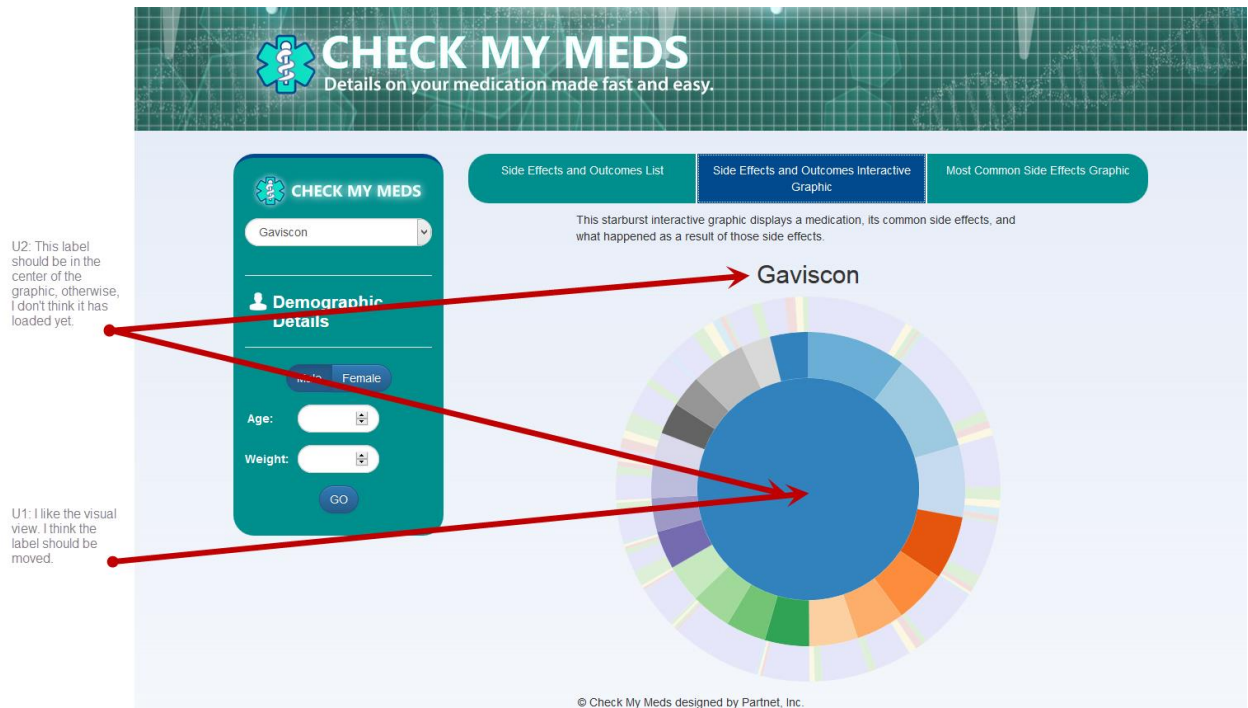 CHECK MY MEDS
Details on your medication made fast and easy.
CHECK MY MEDS
Gaviscon
Demographic
Details
Male Female
Age:
Weight:
GO
Side Effects and Outcomes List
Side Effects and Outcomes Interactive
Graphic
Most Common Side Effects Graphic
This starburst interactive graphic displays a medication, its common side effects, and
what happened as a result of those side effects.
Gaviscon
U2: This label
should be in the
center of the
graphic, otherwise,
I don't think it has
loaded yet.
U1: I like the visual
view. I think the
label should be
moved.
© Check My Meds designed by Partnet, Inc.